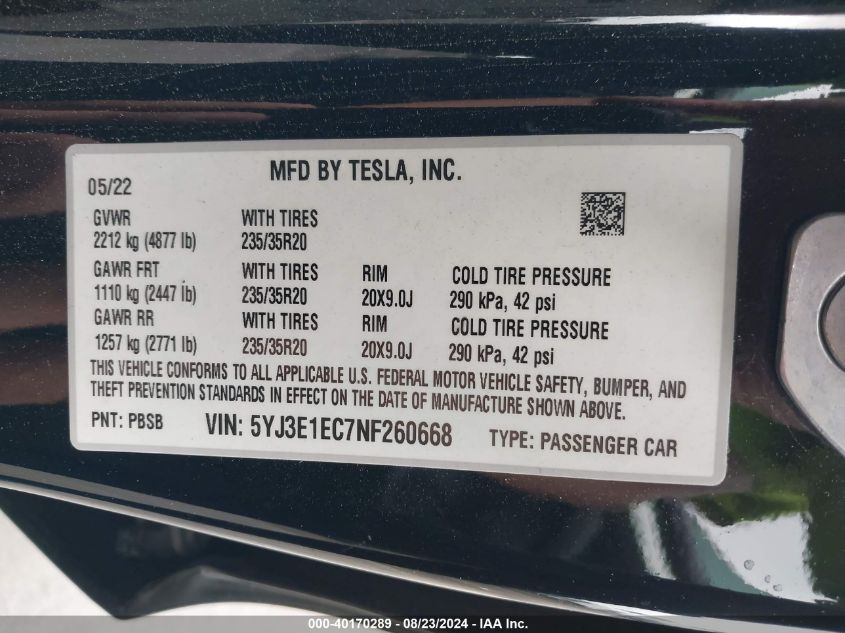 MFD BY TESLA, INC.
05/22
GVWR WITH TIRES
2212 kg (4877 lb) 235/35R20
GAWR FRT WITH TIRES RIM COLD TIRE PRESSURE
1110 kg (2447 lb) 235/35R20 20X9.0J 290 kPa, 42 psi
GAWR RR WITH TIRES RIM COLD TIRE PRESSURE
1257 kg (2771 lb) 235/35R20 20X9.0J 290 kPa, 42 psi
THIS VEHICLE CONFORMS TO ALL APPLICABLE U.S. FEDERAL MOTOR VEHICLE SAFETY, BUMPER, AND
THEFT PREVENTION STANDARDS IN EFFECT ON THE DATE OF MANUFACTURE SHOWN ABOVE.
PNT: PBSB VIN: 5YJ3E1EC7NF260668 TYPE: PASSENGER CAR
000-40170289 - 08/23/2024 - IAA Inc.